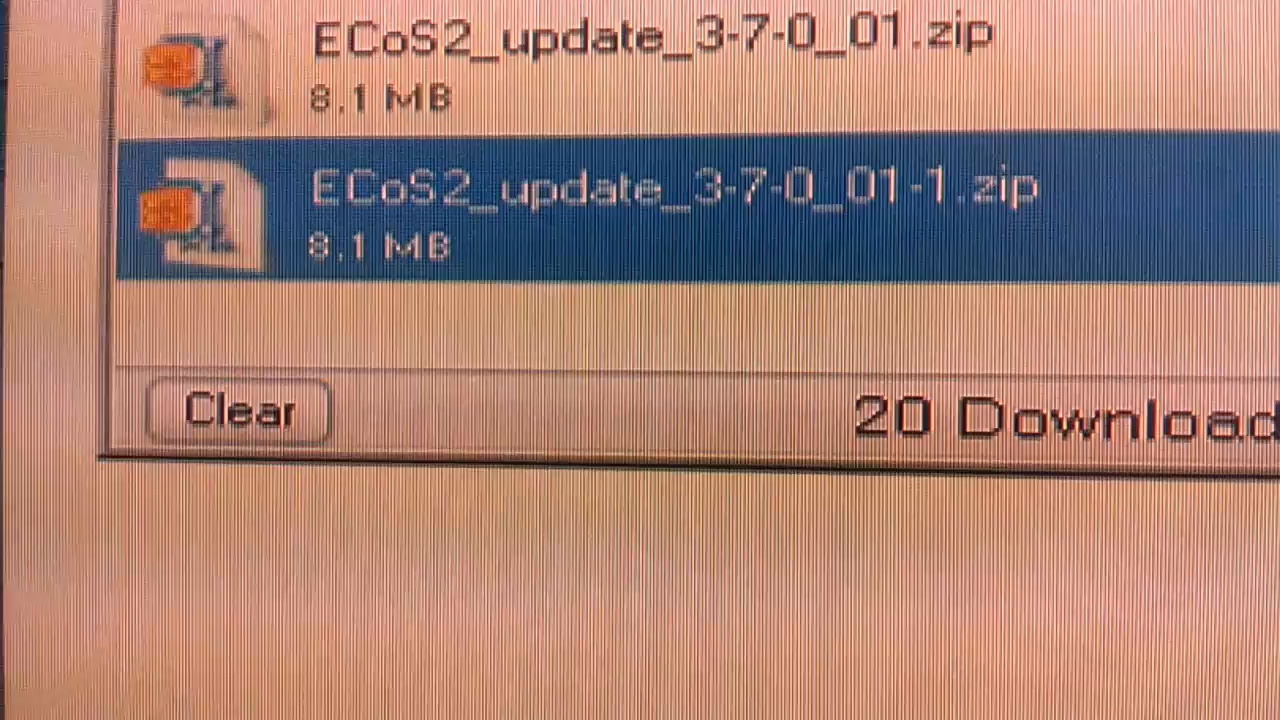 ECoS2_update_3-7-0_01.zip
8.1 MB
ECoS2_update_3-7-0_01-1.zip
8.1 MB
Clear
20 Download